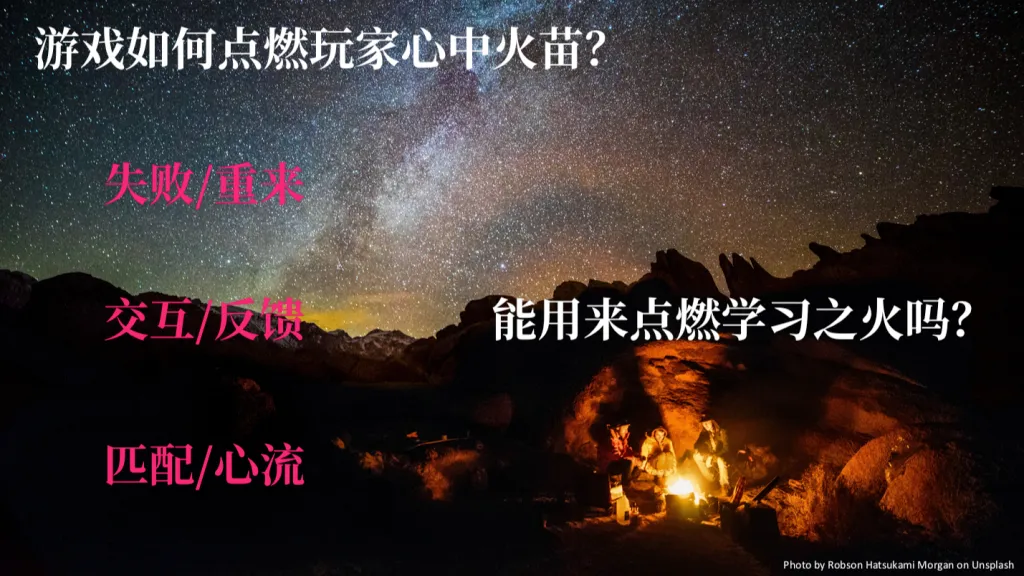 游戏如何点燃玩家心中火苗？
失败/重来
交互/反馈
能用来点燃学习之火吗？
匹配/心流
Photo by Robson Hatsukami Morgan on Unsplash